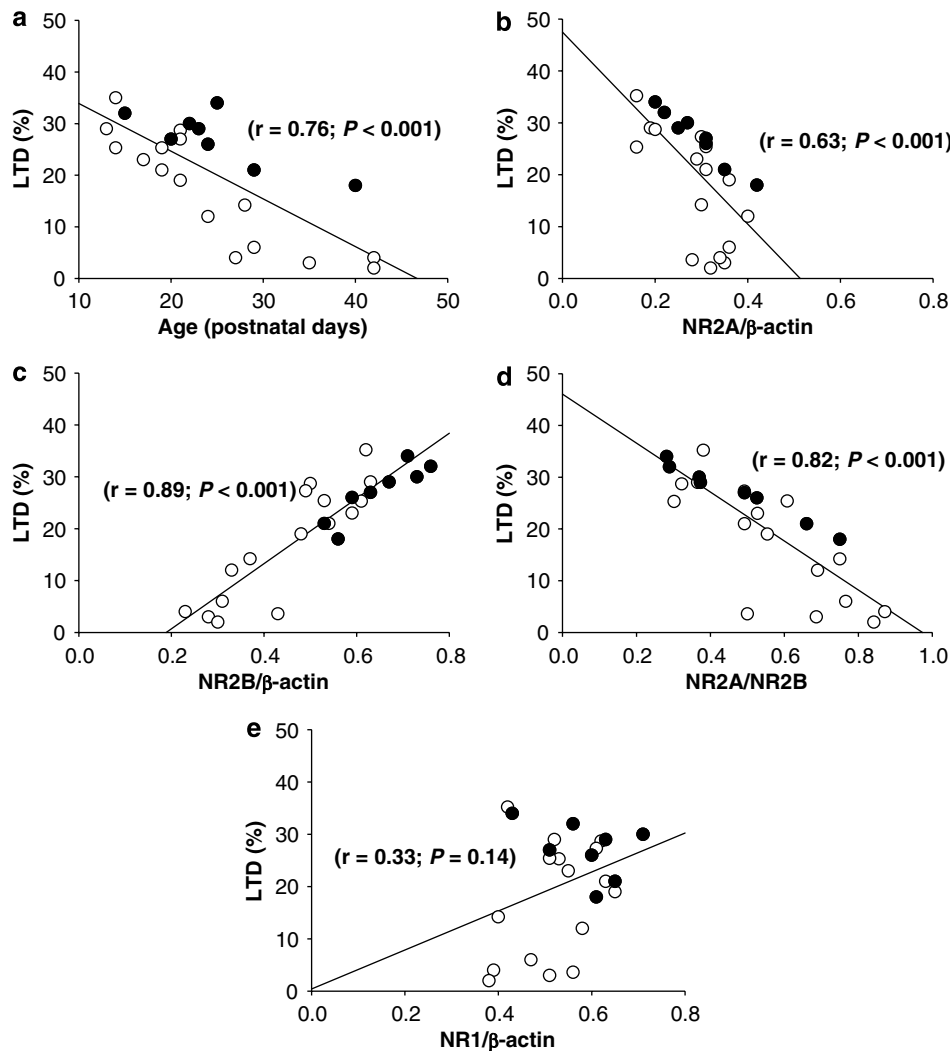 a
50
40
30
20
10
0
LTD (%)
(r = 0.76; P < 0.001)
10 20 30 40 50
Age (postnatal days)
b
50
40
30
20
10
0
LTD (%)
(r = 0.63; P < 0.001)
0.0 0.2 0.4 0.6 0.8
NR2A/β-actin
c
50
40
30
20
10
0
LTD (%)
(r = 0.89; P < 0.001)
0.0 0.2 0.4 0.6 0.8
NR2B/β-actin
d
50
40
30
20
10
0
LTD (%)
(r = 0.82; P < 0.001)
0.0 0.2 0.4 0.6 0.8 1.0
NR2A/NR2B
e
50
40
30
20
10
0
LTD (%)
(r = 0.33; P = 0.14)
0.0 0.2 0.4 0.6 0.8
NR1/β-actin